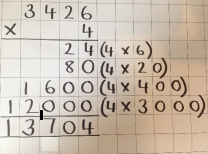 3426
× 4
24 (4 × 6)
80 (4 × 20)
1600 (4 × 400)
12000 (4 × 3000)
13704